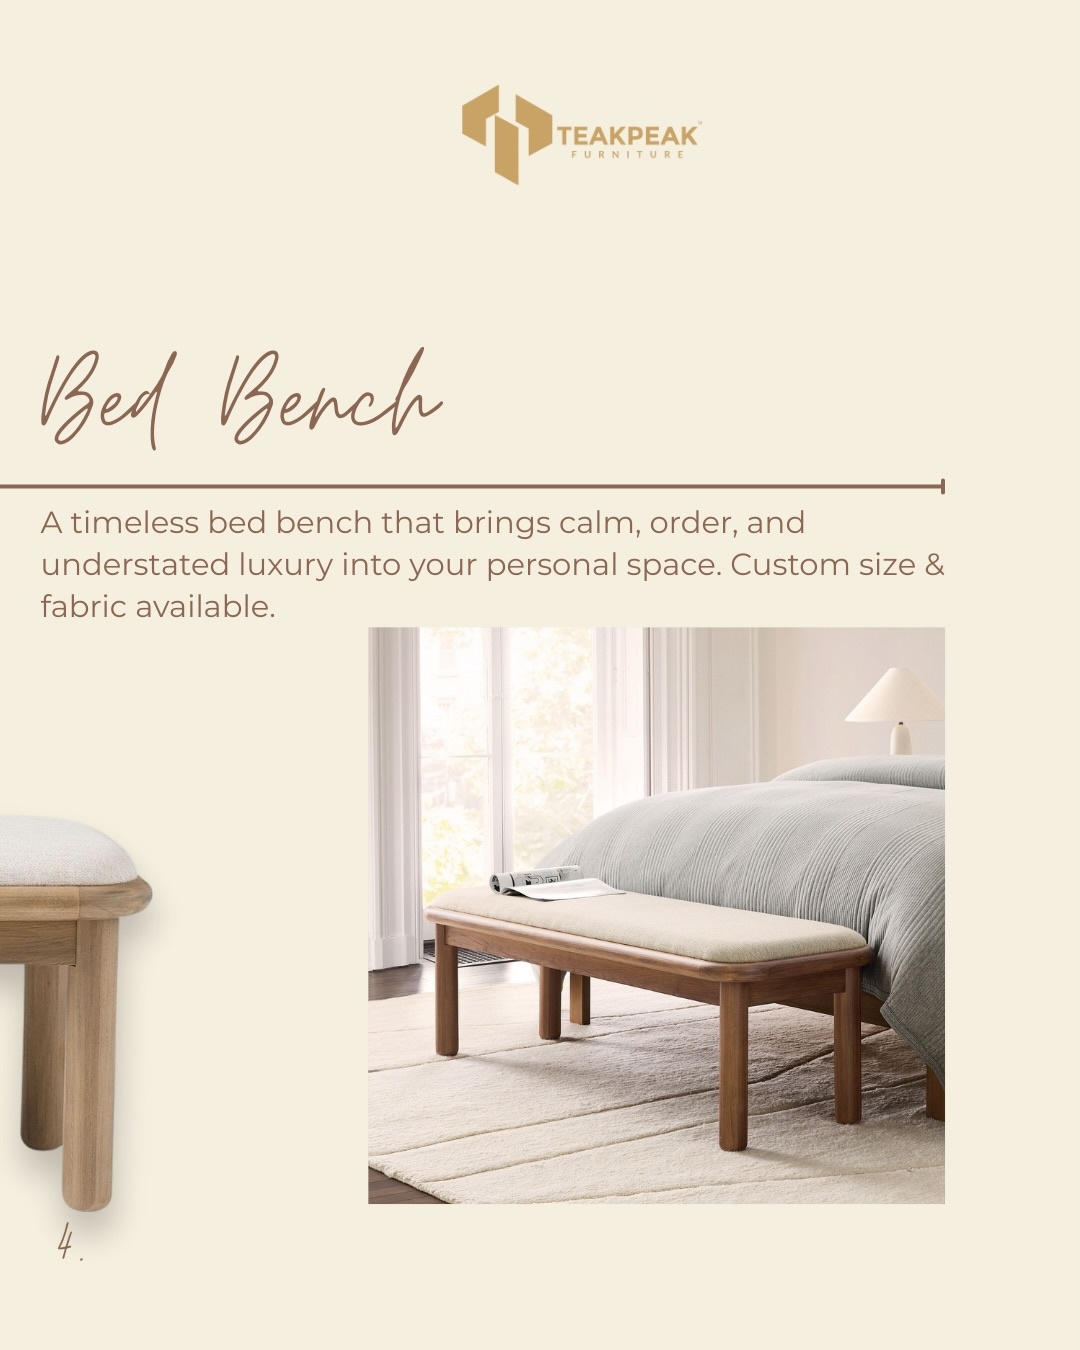 TEAKPEAK
FURNITURE
Bed Bench
A timeless bed bench that brings calm, order, and
understated luxury into your personal space. Custom size &
fabric available.
4.